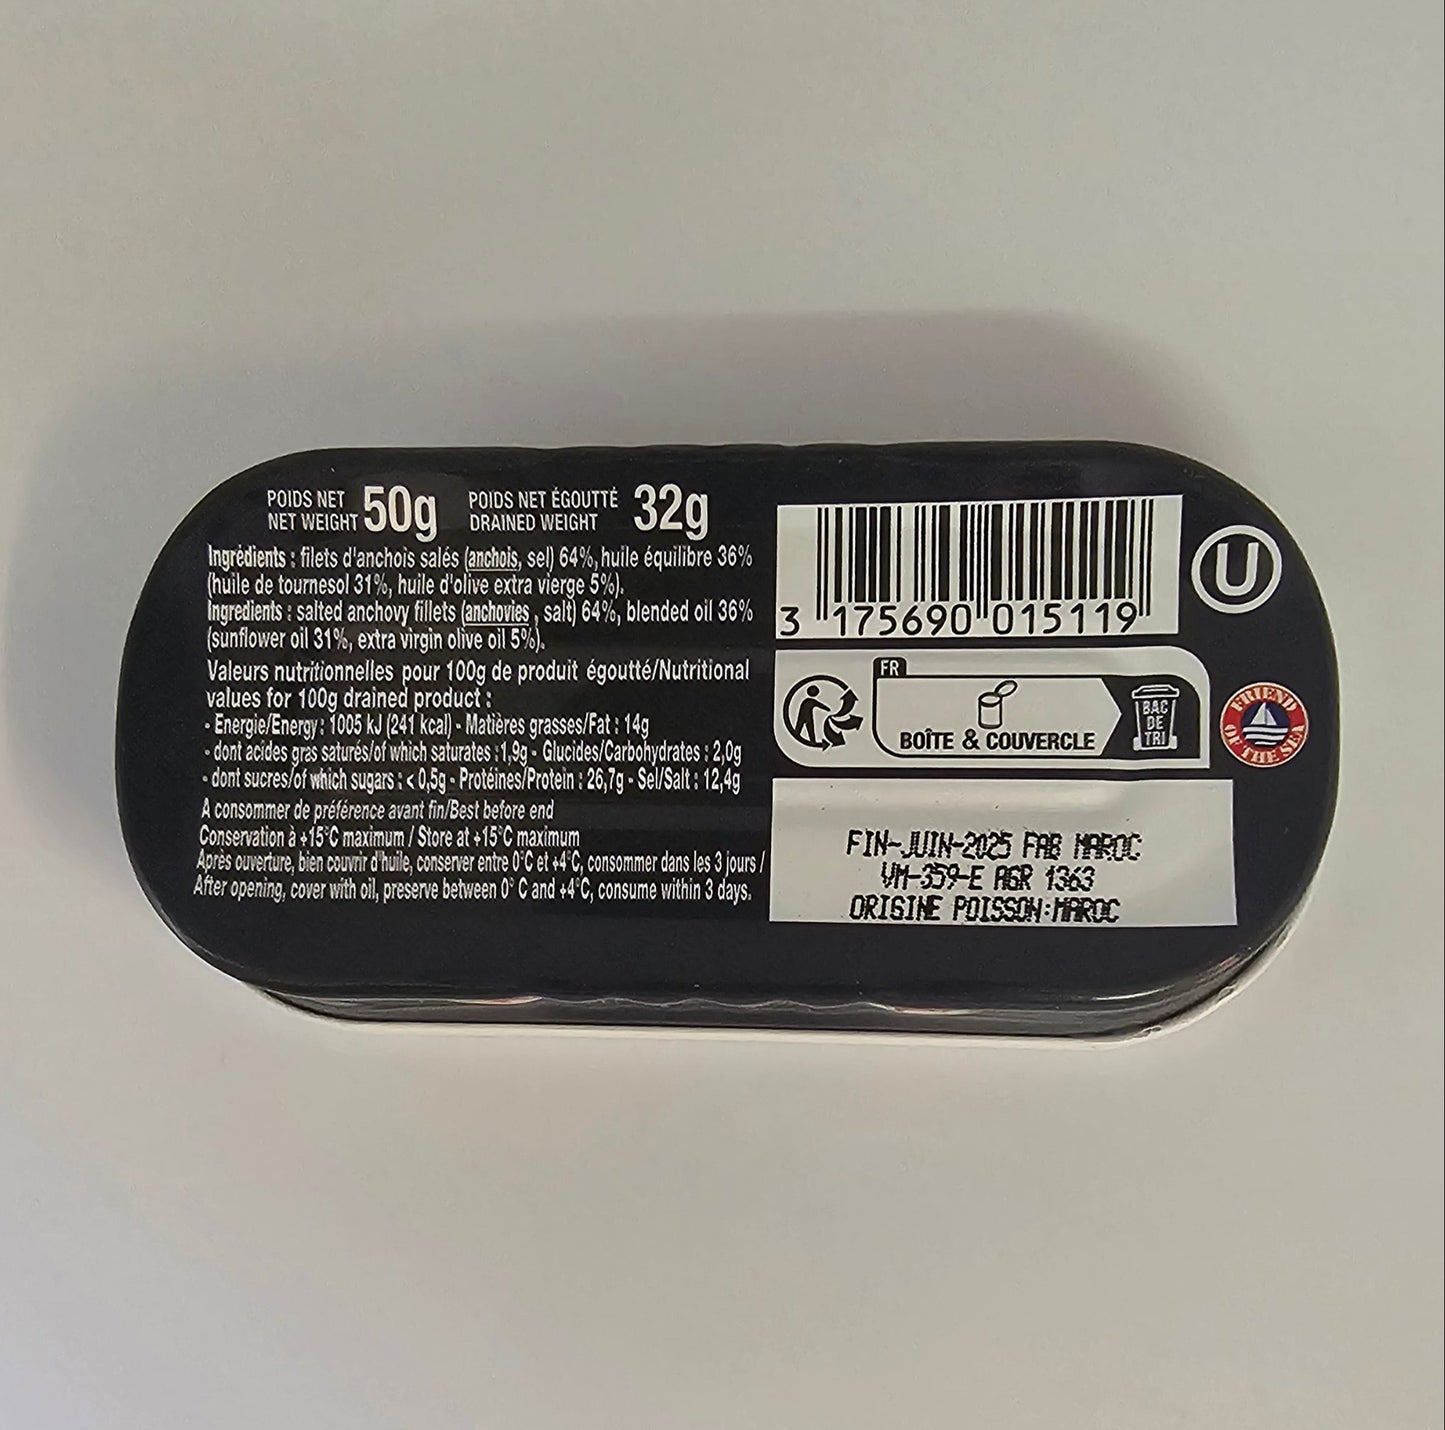 POIDS NET
NET WEIGHT 50g
POIDS NET ÉGOUTTÉ
DRAINED WEIGHT 32g
Ingrédients : filets d'anchois salés (anchois, sel) 64%, huile équilibre 36%
(huile de tournesol 31%, huile d'olive extra vierge 5%).
Ingredients : salted anchovy fillets (anchovies , salt) 64%, blended oil 36%
(sunflower oil 31%, extra virgin olive oil 5%).
Valeurs nutritionnelles pour 100g de produit égoutté/Nutritional
values for 100g drained product :
- Energie/Energy : 1005 kJ (241 kcal) - Matières grasses/Fat : 14g
- dont acides gras saturés/of which saturates : 1,9g - Glucides/Carbohydrates : 2,0g
- dont sucres/of which sugars : < 0,5g - Protéines/Protein : 26,7g - Sel/Salt : 12,4g
A consommer de préférence avant fin/Best before end
Conservation à +15°C maximum / Store at +15°C maximum
Après ouverture, bien couvrir d'huile, conserver entre 0°C et +4°C, consommer dans les 3 jours /
After opening, cover with oil, preserve between 0° C and +4°C, consume within 3 days.
3 175690 015119
U
FR
BOÎTE & COUVERCLE
BAC
DE
TRI
FRIEND
OF THE SEA
FIN-JUIN-2025 FAB MAROC
VM-359-E AGR 1363
ORIGINE POISSON:MAROC